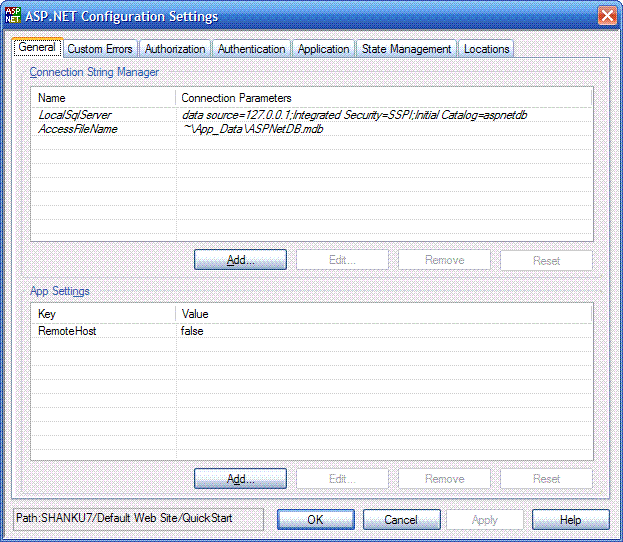 ASP
NET
ASP.NET Configuration Settings
General Custom Errors Authorization Authentication Application State Management Locations
Connection String Manager
Name Connection Parameters
LocalSqlServer data source=127.0.0.1;Integrated Security=SSPI;Initial Catalog=aspnetdb
AccessFileName ~\App_Data\ASPNetDB.mdb
Add... Edit... Remove Reset
App Settings
Key Value
RemoteHost false
Add... Edit... Remove Reset
Path:SHANKU7/Default Web Site/QuickStart OK Cancel Apply Help